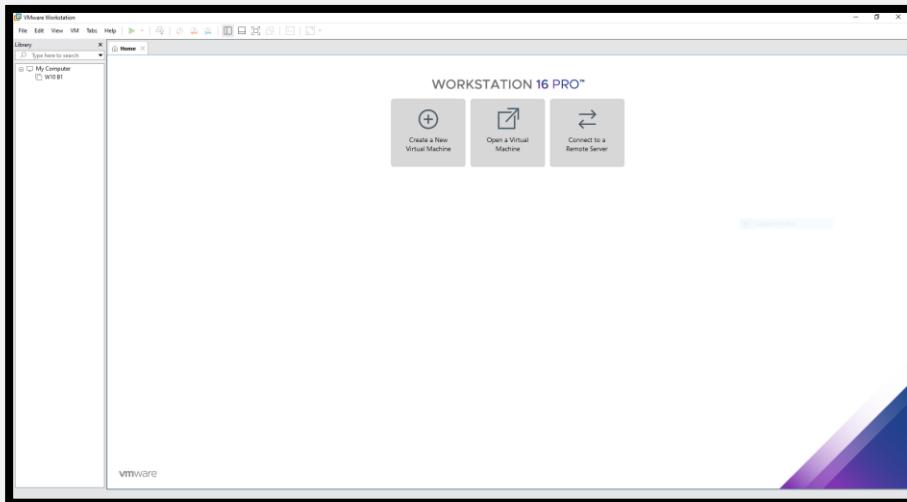 VMware Workstation
File Edit View VM Tabs Help
Library
Home
Type here to search
My Computer
W10 B1
WORKSTATION 16 PRO™
Create a New
Virtual Machine
Open a Virtual
Machine
Connect to a
Remote Server
vmware